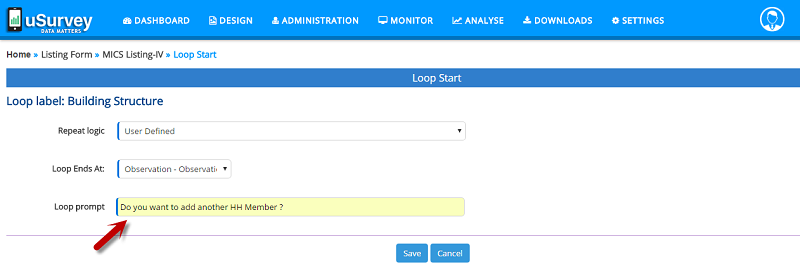 uSurvey
DATA MATTERS
DASHBOARD DESIGN ADMINISTRATION MONITOR ANALYSE DOWNLOADS SETTINGS
Home » Listing Form » MICS Listing-IV » Loop Start
Loop Start
Loop label: Building Structure
Repeat logic User Defined
Loop Ends At: Observation - Observati
Loop prompt Do you want to add another HH Member ?
Save Cancel